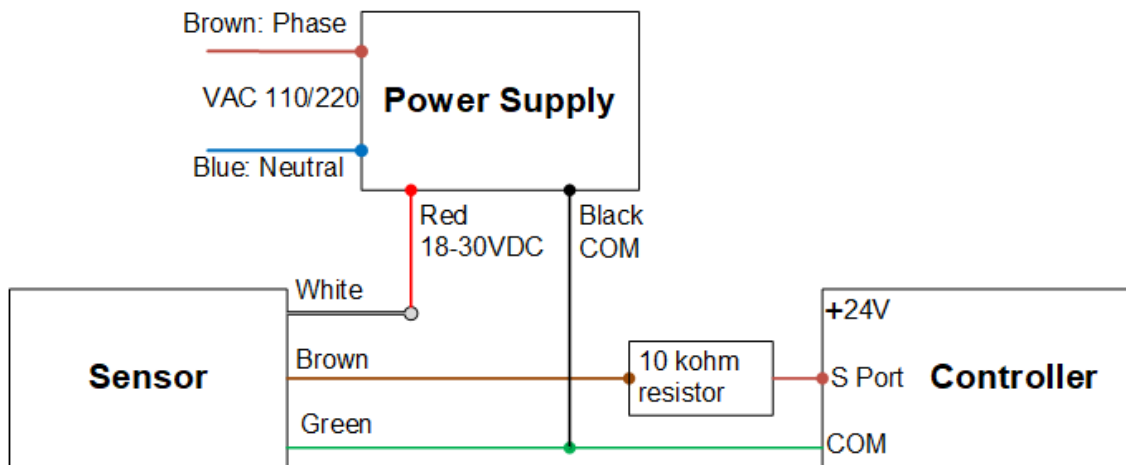 Brown: Phase
VAC 110/220
Power Supply
Blue: Neutral
Red
18-30VDC
Black
COM
White
Brown
Green
Sensor
10 kohm
resistor
+24V
S Port
Controller
COM